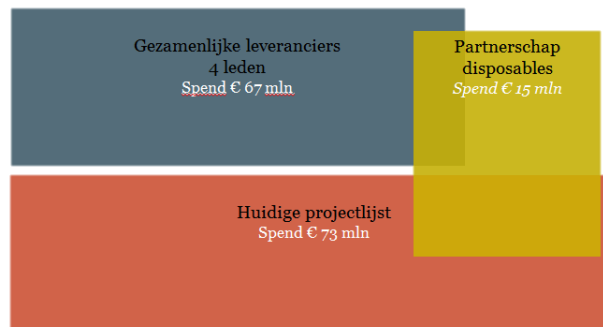 Gezamenlijke leveranciers
4 leden
Spend € 67 mln
Partnerschap
disposables
Spend € 15 mln
Huidige projectlijst
Spend € 73 mln